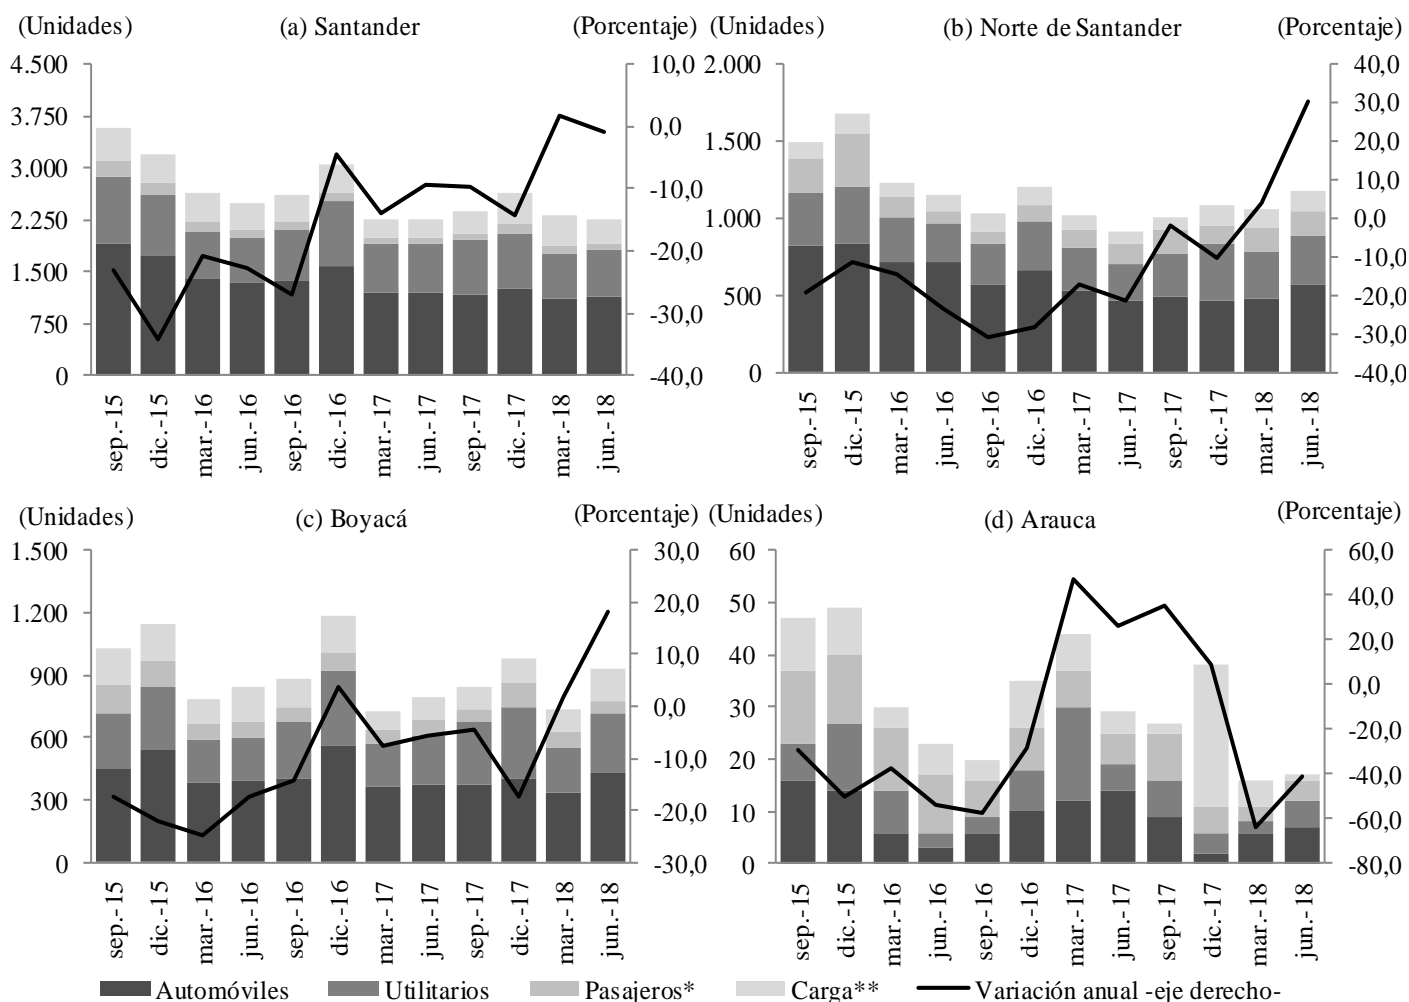 (Unidades) (a) Santander (Porcentaje)
4.500
3.750
3.000
2.250
1.500
750
0
10,0
0,0
-10,0
-20,0
-30,0
-40,0
sep.-15
dic.-15
mar.-16
jun.-16
sep.-16
dic.-16
mar.-17
jun.-17
sep.-17
dic.-17
mar.-18
jun.-18
(Unidades) (b) Norte de Santander (Porcentaje)
2.000
1.500
1.000
500
0
40,0
30,0
20,0
10,0
0,0
-10,0
-20,0
-30,0
-40,0
sep.-15
dic.-15
mar.-16
jun.-16
sep.-16
dic.-16
mar.-17
jun.-17
sep.-17
dic.-17
mar.-18
jun.-18
(Unidades) (c) Boyacá (Porcentaje)
1.500
1.200
900
600
300
0
30,0
20,0
10,0
0,0
-10,0
-20,0
-30,0
sep.-15
dic.-15
mar.-16
jun.-16
sep.-16
dic.-16
mar.-17
jun.-17
sep.-17
dic.-17
mar.-18
jun.-18
(Unidades) (d) Arauca (Porcentaje)
60
50
40
30
20
10
0
60,0
40,0
20,0
0,0
-20,0
-40,0
-60,0
-80,0
sep.-15
dic.-15
mar.-16
jun.-16
sep.-16
dic.-16
mar.-17
jun.-17
sep.-17
dic.-17
mar.-18
jun.-18
Automóviles Utilitarios Pasajeros* Carga** Variación anual -eje derecho-